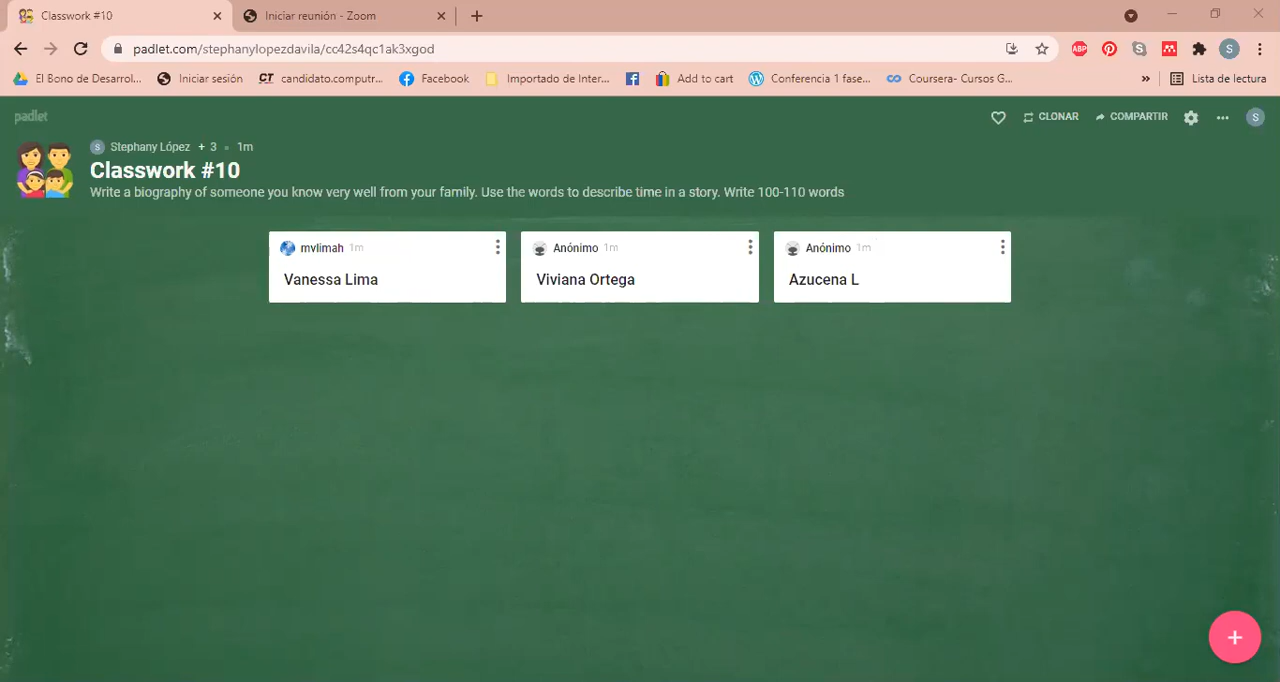 Classwork #10
Iniciar reunión - Zoom
padlet.com/stephanylopezdavila/cc42s4qc1ak3xgod
ABP
S
El Bono de Desarrol...
Iniciar sesión
CT candidato.computr...
Facebook
Importado de Inter...
Add to cart
Conferencia 1 fase...
Coursera- Cursos G...
»
Lista de lectura
padlet
CLONAR
COMPARTIR
S
S Stephany López + 3 • 1m
Classwork #10
Write a biography of someone you know very well from your family. Use the words to describe time in a story. Write 100-110 words
mvlimah 1m
Vanessa Lima
Anónimo 1m
Viviana Ortega
Anónimo 1m
Azucena L